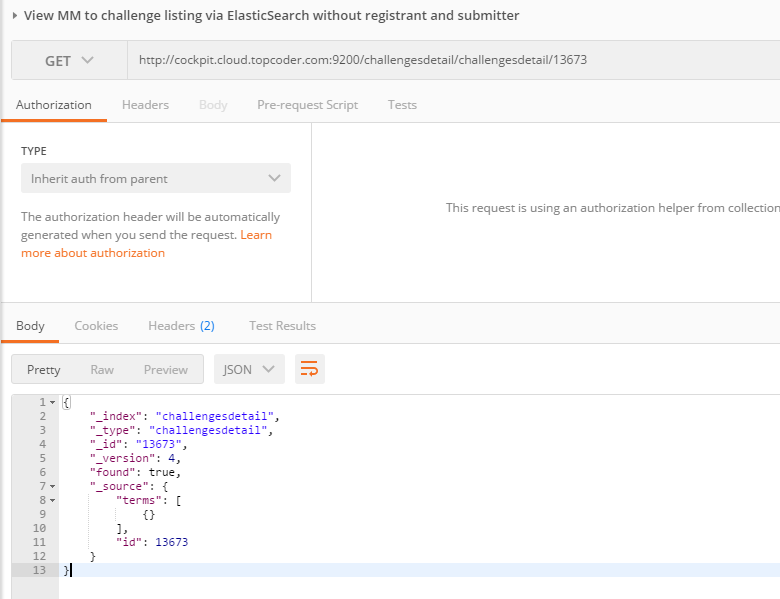 View MM to challenge listing via ElasticSearch without registrant and submitter
GET http://cockpit.cloud.topcoder.com:9200/challengesdetail/challengesdetail/13673
Authorization Headers Body Pre-request Script Tests
TYPE
Inherit auth from parent
The authorization header will be automatically
generated when you send the request. Learn
more about authorization
This request is using an authorization helper from collection
Body Cookies Headers (2) Test Results
Pretty Raw Preview JSON
1 {
2 "_index": "challengesdetail",
3 "_type": "challengesdetail",
4 "_id": "13673",
5 "_version": 4,
6 "found": true,
7 "_source": {
8 "terms": [
9 {}
10 ],
11 "id": 13673
12 }
13 }